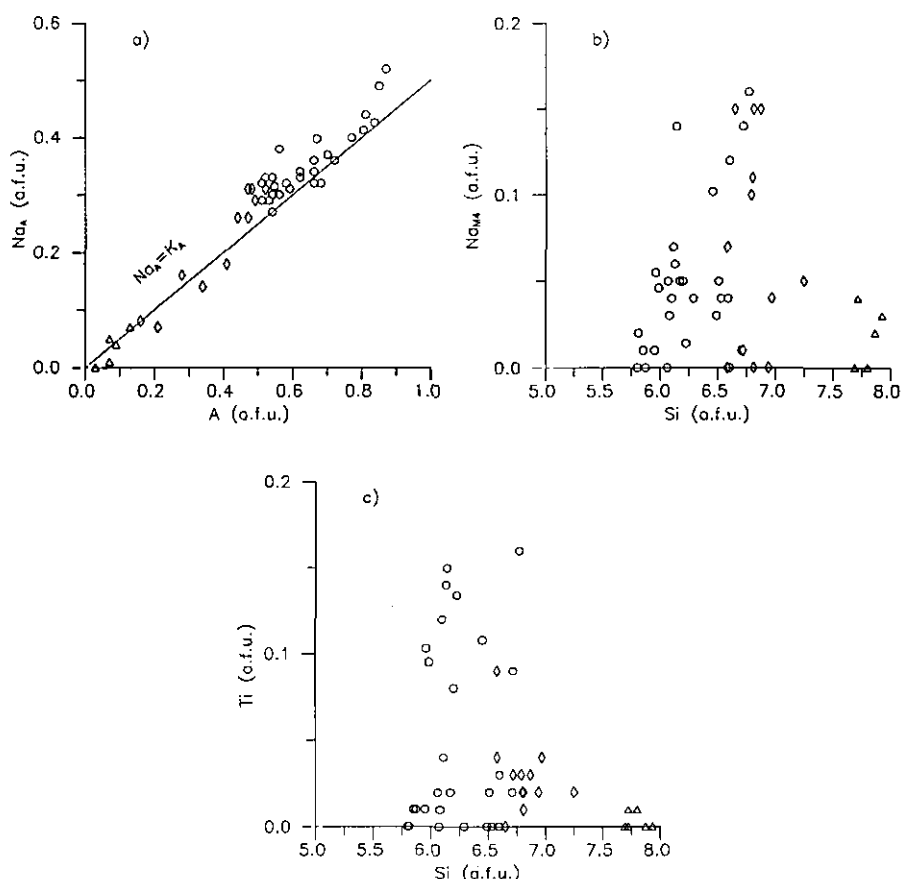 a)
0.6
0.4
0.2
0.0
Na_A (a.f.u.)
Na_A=K_A
0.0 0.2 0.4 0.6 0.8 1.0
A (a.f.u.)
b)
0.2
0.1
0.0
Na_M4 (a.f.u.)
5.0 5.5 6.0 6.5 7.0 7.5 8.0
Si (a.f.u.)
c)
0.2
0.1
0.0
Ti (a.f.u.)
5.0 5.5 6.0 6.5 7.0 7.5 8.0
Si (a.f.u.)